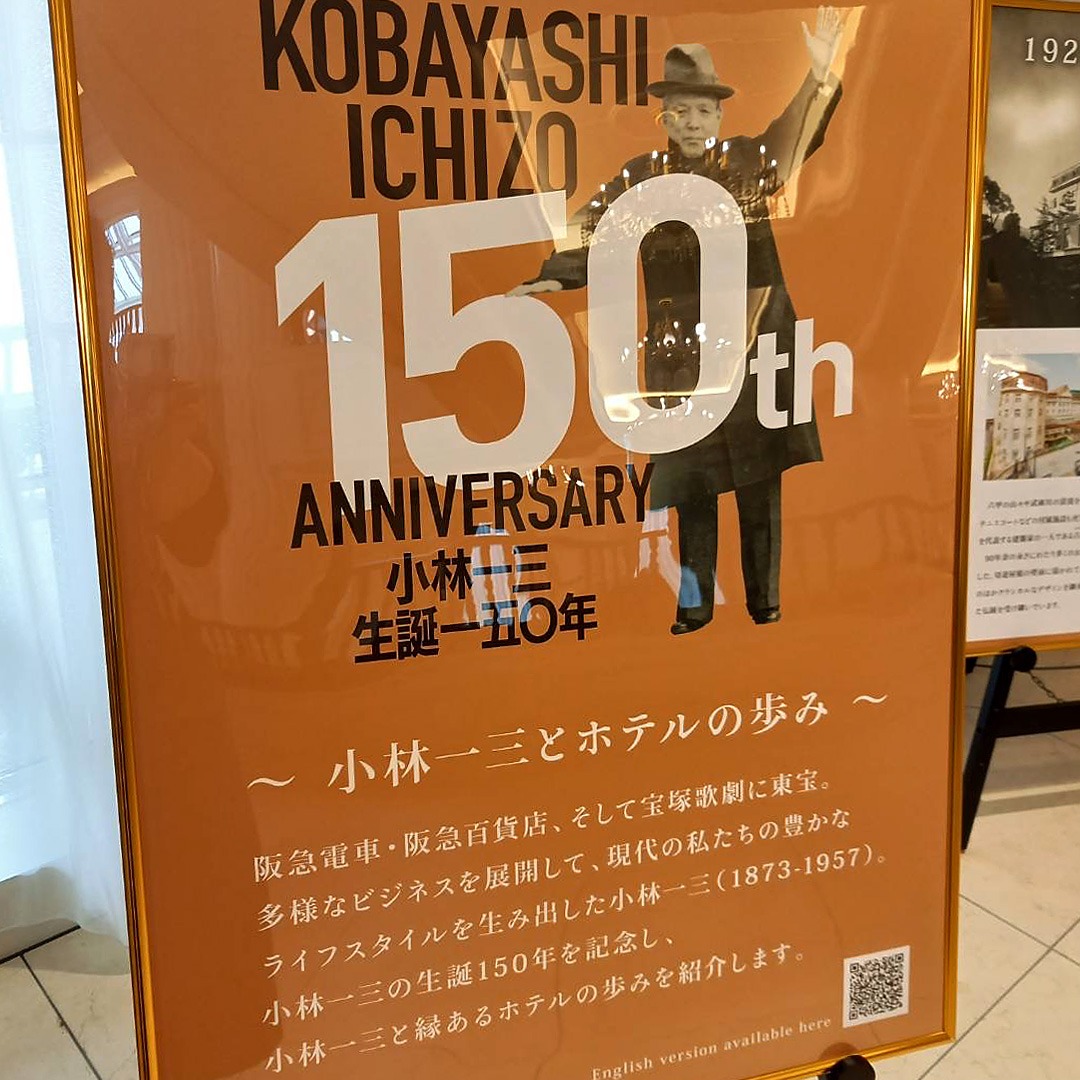 KOBAYASHI
ICHIZO
150th
ANNIVERSARY
小林一三
生誕一五〇年
～ 小林一三とホテルの歩み ～
阪急電車・阪急百貨店、そして宝塚歌劇に東宝。
多様なビジネスを展開して、現代の私たちの豊かな
ライフスタイルを生み出した小林一三（1873-1957）。
小林一三の生誕150年を記念し、
小林一三と縁あるホテルの歩みを紹介します。
English version available here
192